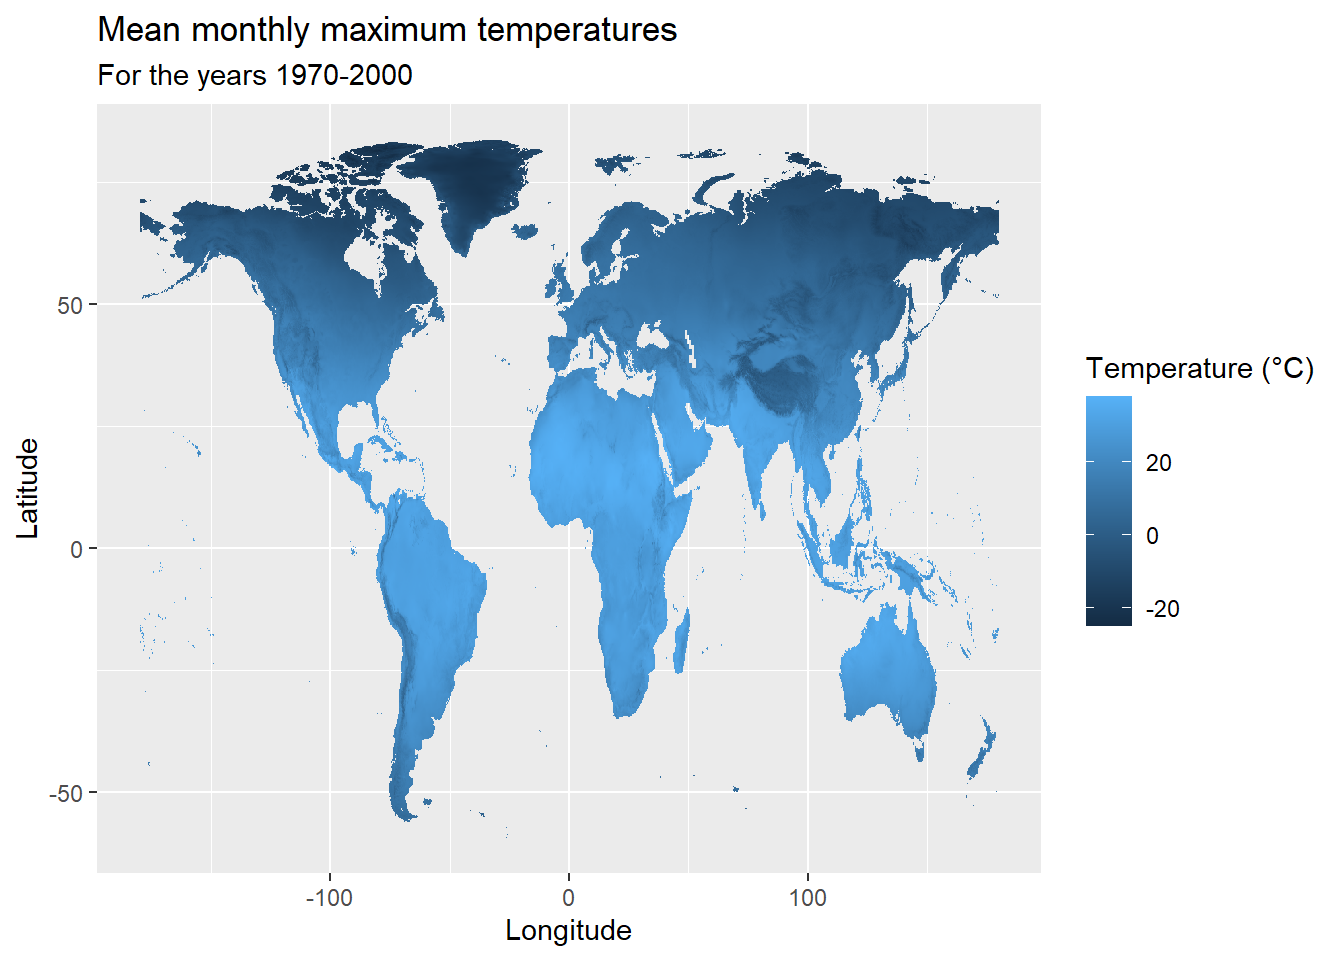 Mean monthly maximum temperatures
For the years 1970-2000
Temperature (°C)
20
0
-20
Latitude
50
0
-50
-100
0
100
Longitude